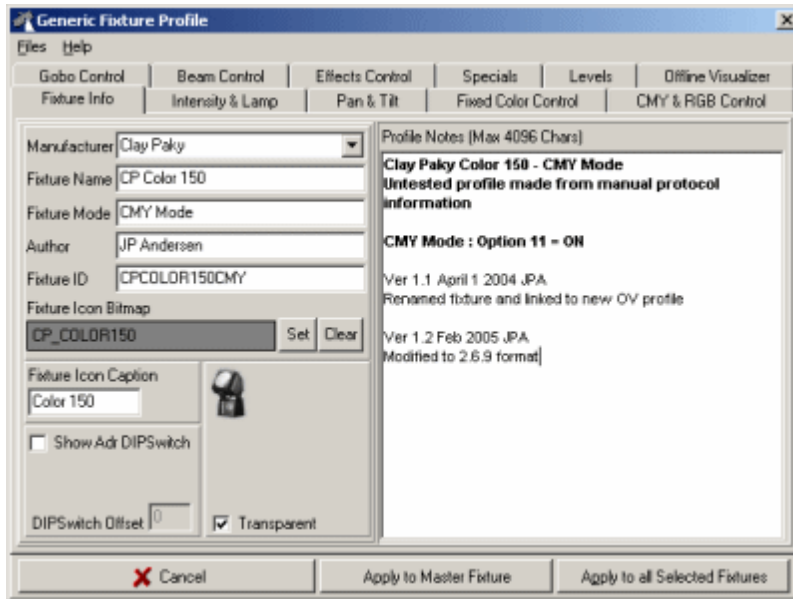 Generic Fixture Profile
Files Help
Gobo Control Beam Control Effects Control Specials Levels Offline Visualizer
Fixture Info Intensity & Lamp Pan & Tilt Fixed Color Control CMY & RGB Control
Manufacturer Clay Paky
Fixture Name CP Color 150
Fixture Mode CMY Mode
Author JP Andersen
Fixture ID CPCOLOR150CMY
Fixture Icon Bitmap
CP_COLOR150 Set Clear
Fixture Icon Caption
Color 150
Show Adr DIPSwitch
DIPSwitch Offset 0
Transparent
Profile Notes (Max 4096 Chars)
Clay Paky Color 150 - CMY Mode
Untested profile made from manual protocol
information
CMY Mode : Option 11 = ON
Ver 1.1 April 1 2004 JPA
Renamed fixture and linked to new OV profile
Ver 1.2 Feb 2005 JPA
Modified to 2.6.9 format
Cancel Apply to Master Fixture Apply to all Selected Fixtures